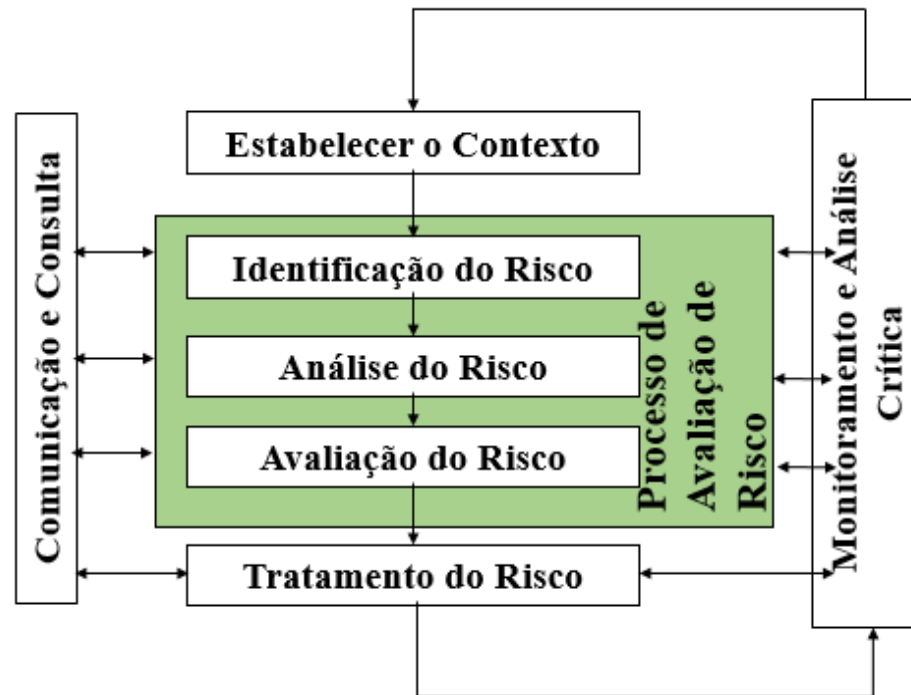 Comunicação e Consulta
Estabelecer o Contexto
Identificação do Risco
Análise do Risco
Avaliação do Risco
Processo de
Avaliação de
Risco
Tratamento do Risco
Monitoramento e Análise
Crítica